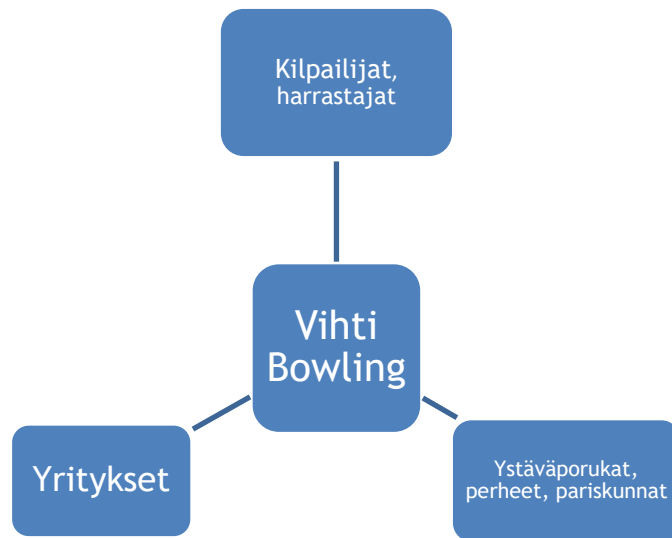 Kilpailijat,
harrastajat
Vihti
Bowling
Yritykset
Ystäväporukat,
perheet, pariskunnat